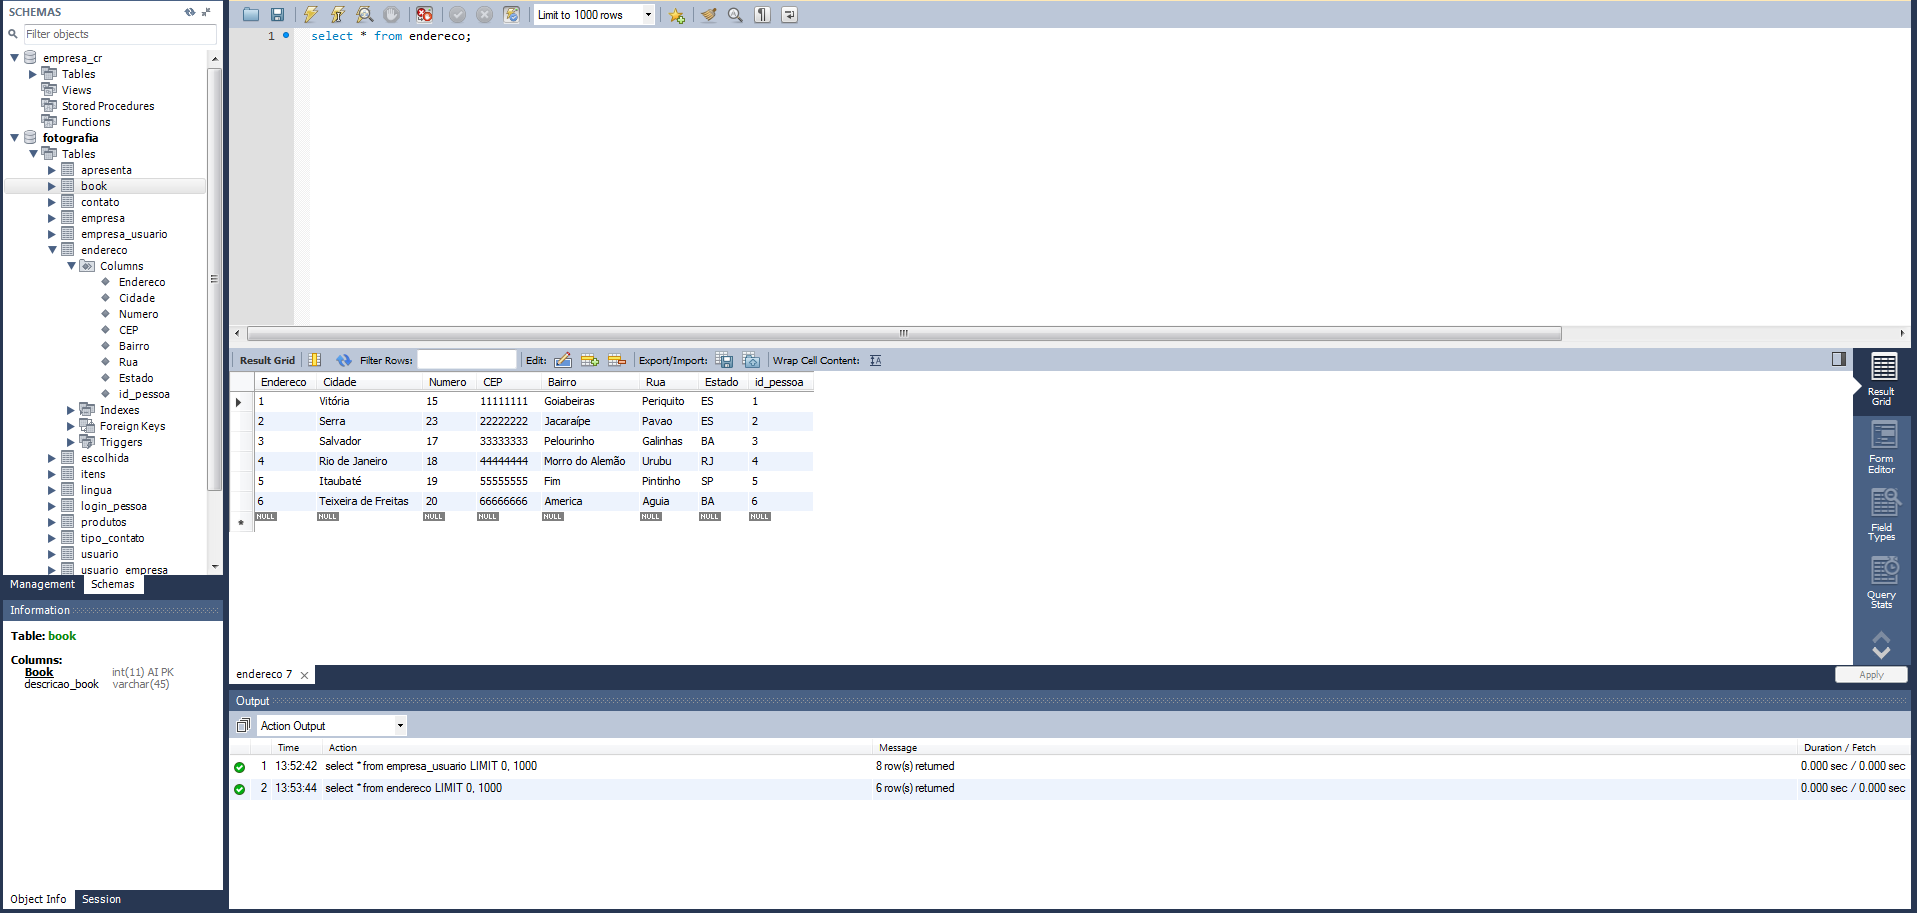 SCHEMAS
Filter objects
empresa_cr
Tables
Views
Stored Procedures
Functions
fotografia
Tables
apresenta
book
contato
empresa
empresa_usuario
endereco
Columns
Endereco
Cidade
Numero
CEP
Bairro
Rua
Estado
id_pessoa
Indexes
Foreign Keys
Triggers
escolhida
itens
lingua
login_pessoa
produtos
tipo_contato
usuario
usuario_empresa
Management Schemas
Information
Table: book
Columns:
Book int(11) AI PK
descricao_book varchar(45)
Object Info Session
Limit to 1000 rows
1 select * from endereco;
Result Grid Filter Rows: Edit: Export/Import: Wrap Cell Content:
Endereco Cidade Numero CEP Bairro Rua Estado id_pessoa
1 Vitória 15 11111111 Goiabeiras Periquito ES 1
2 Serra 23 22222222 Jacaraípe Pavao ES 2
3 Salvador 17 33333333 Pelourinho Galinhas BA 3
4 Rio de Janeiro 18 44444444 Morro do Alemão Urubu RJ 4
5 Itaubaté 19 55555555 Fim Pintinho SP 5
6 Teixeira de Freitas 20 66666666 America Aguia BA 6
NULL NULL NULL NULL NULL NULL NULL NULL
Result
Grid
Form
Editor
Field
Types
Query
Stats
endereco 7
Apply
Output
Action Output
Time Action Message Duration / Fetch
1 13:52:42 select * from empresa_usuario LIMIT 0, 1000 8 row(s) returned 0.000 sec / 0.000 sec
2 13:53:44 select * from endereco LIMIT 0, 1000 6 row(s) returned 0.000 sec / 0.000 sec